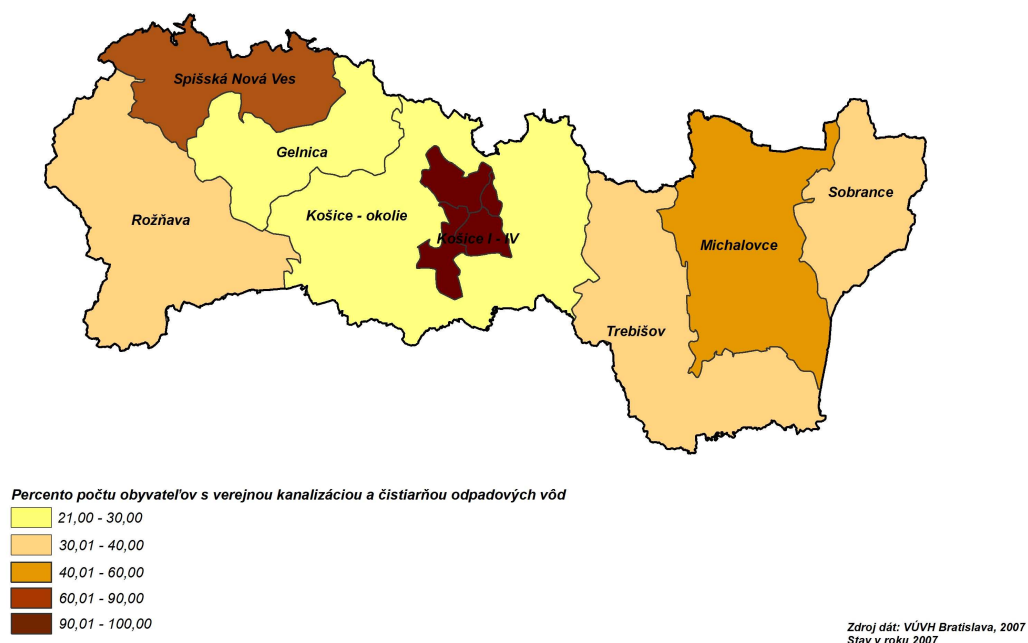 Spišská Nová Ves
Gelnica
Sobrance
Rožňava
Košice - okolie
Košice I - IV
Michalovce
Trebišov
Percento počtu obyvateľov s verejnou kanalizáciou a čistiarňou odpadových vôd
21,00 - 30,00
30,01 - 40,00
40,01 - 60,00
60,01 - 90,00
90,01 - 100,00
Zdroj dát: VÚVH Bratislava, 2007
Stav v roku 2007